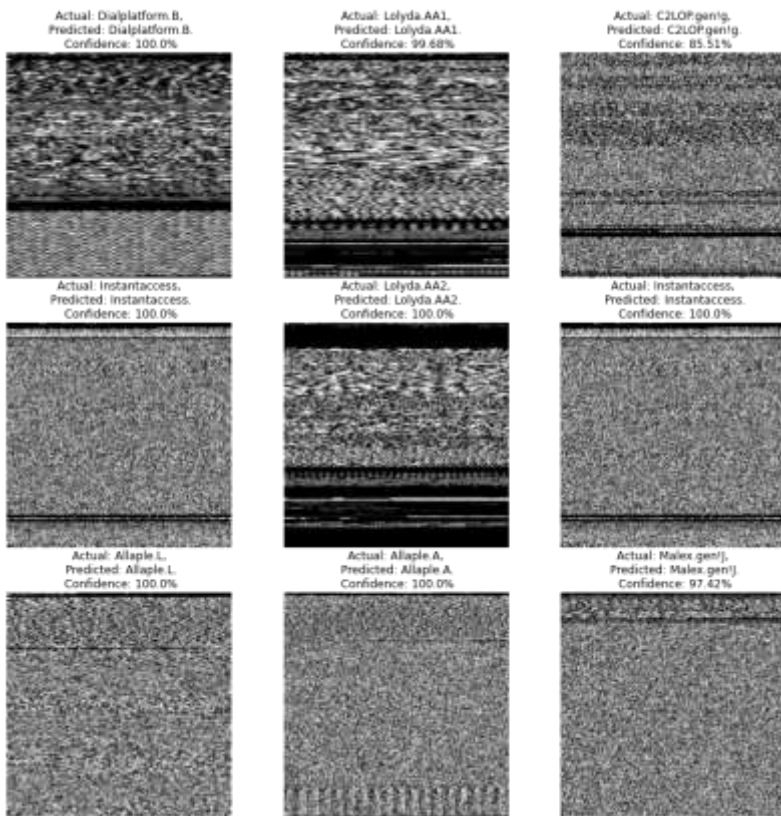 Actual: Dialplatform.B,
Predicted: Dialplatform.B.
Confidence: 100.0%
Actual: Lolyda.AA1,
Predicted: Lolyda.AA1.
Confidence: 99.68%
Actual: C2LOP.gen!g,
Predicted: C2LOP.gen!g.
Confidence: 85.51%
Actual: Instantaccess,
Predicted: Instantaccess.
Confidence: 100.0%
Actual: Lolyda.AA2,
Predicted: Lolyda.AA2.
Confidence: 100.0%
Actual: Instantaccess,
Predicted: Instantaccess.
Confidence: 100.0%
Actual: Allaple.L,
Predicted: Allaple.L.
Confidence: 100.0%
Actual: Allaple.A,
Predicted: Allaple.A.
Confidence: 100.0%
Actual: Malex.gen!J,
Predicted: Malex.gen!J.
Confidence: 97.42%